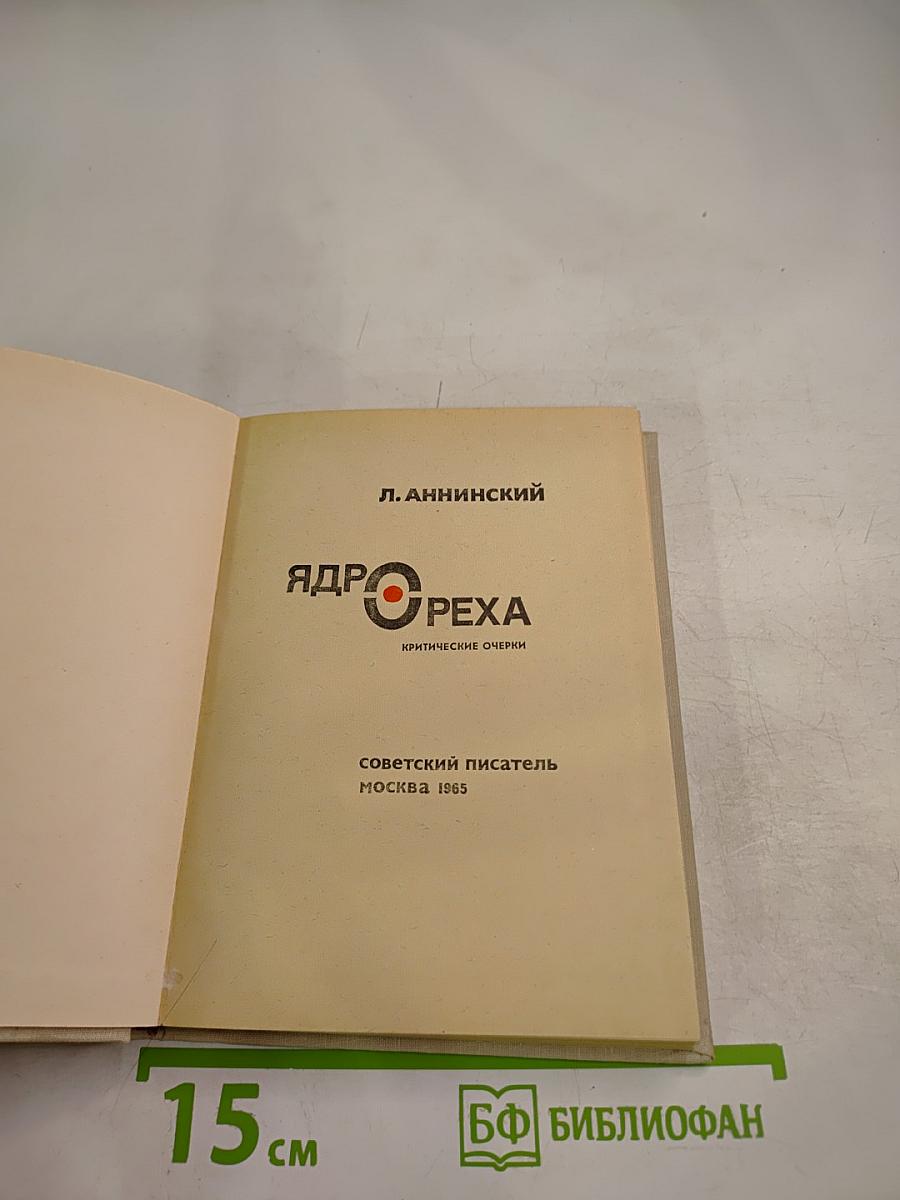 Л. АННИНСКИЙ
ЯДРО
ОРЕХА
КРИТИЧЕСКИЕ ОЧЕРКИ
советский писатель
москва 1965
15 см
БФ БИБЛИОФАН